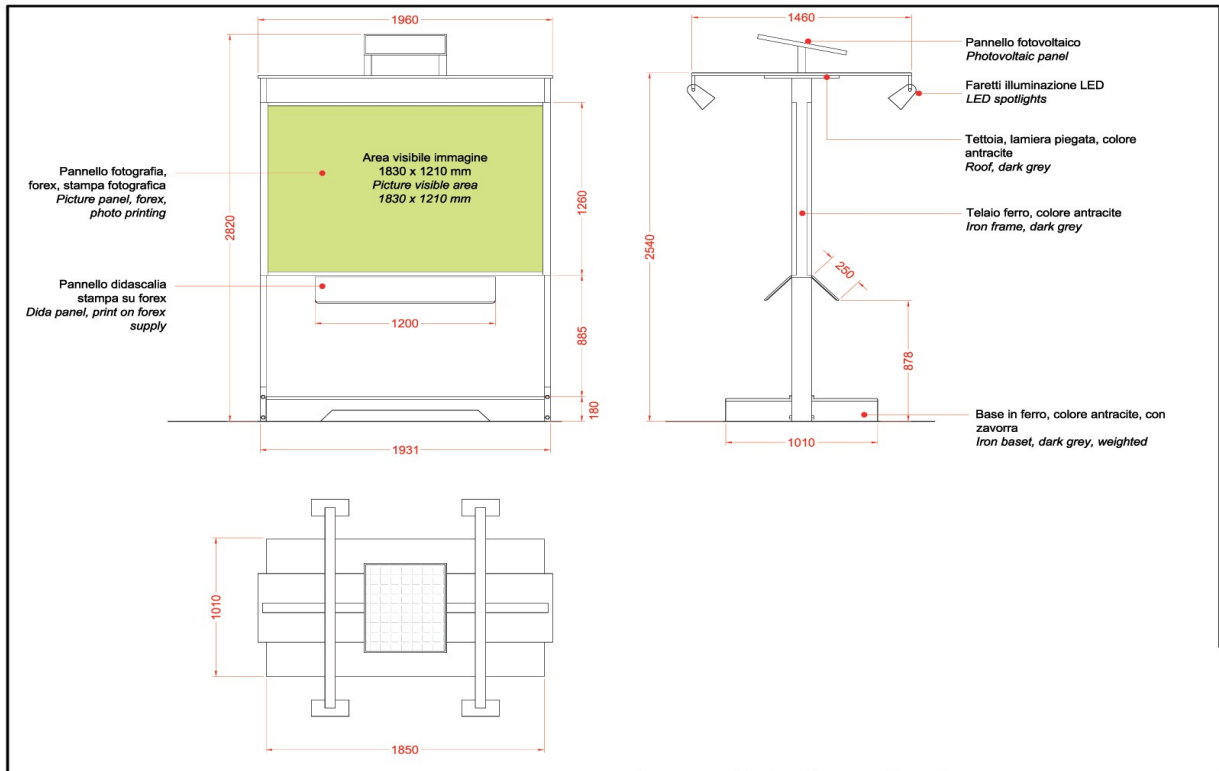 1960
2820
Area visibile immagine
1830 x 1210 mm
Picture visible area
1830 x 1210 mm
Pannello fotografia,
forex, stampa fotografica
Picture panel, forex,
photo printing
1260
Pannello didascalia
stampa su forex
Dida panel, print on forex
supply
1200
885
180
1931
1460
Pannello fotovoltaico
Photovoltaic panel
Faretti illuminazione LED
LED spotlights
Tettoia, lamiera piegata, colore
antracite
Roof, dark grey
2540
Telaio ferro, colore antracite
Iron frame, dark grey
250
878
Base in ferro, colore antracite, con
zavorra
Iron baset, dark grey, weighted
1010
1010
1850